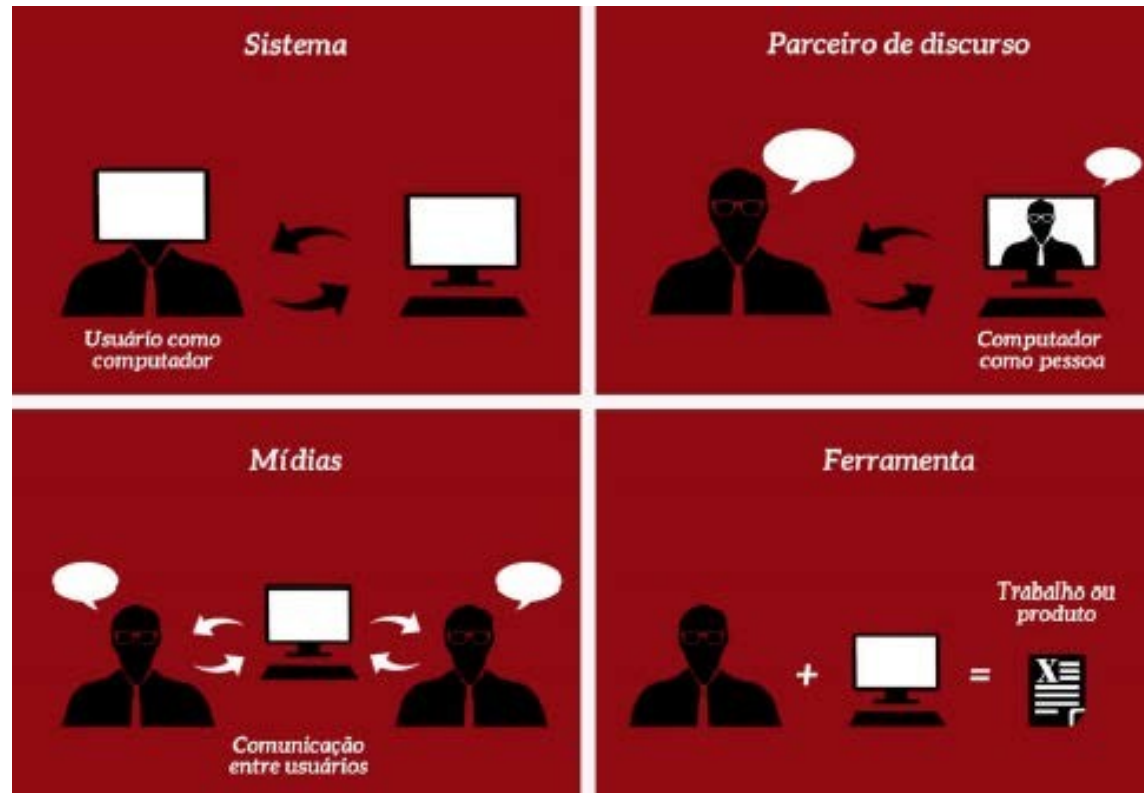 Sistema
Usuário como
computador
Parceiro de discurso
Computador
como pessoa
Mídias
Comunicação
entre usuários
Ferramenta
+
=
Trabalho ou
produto
X